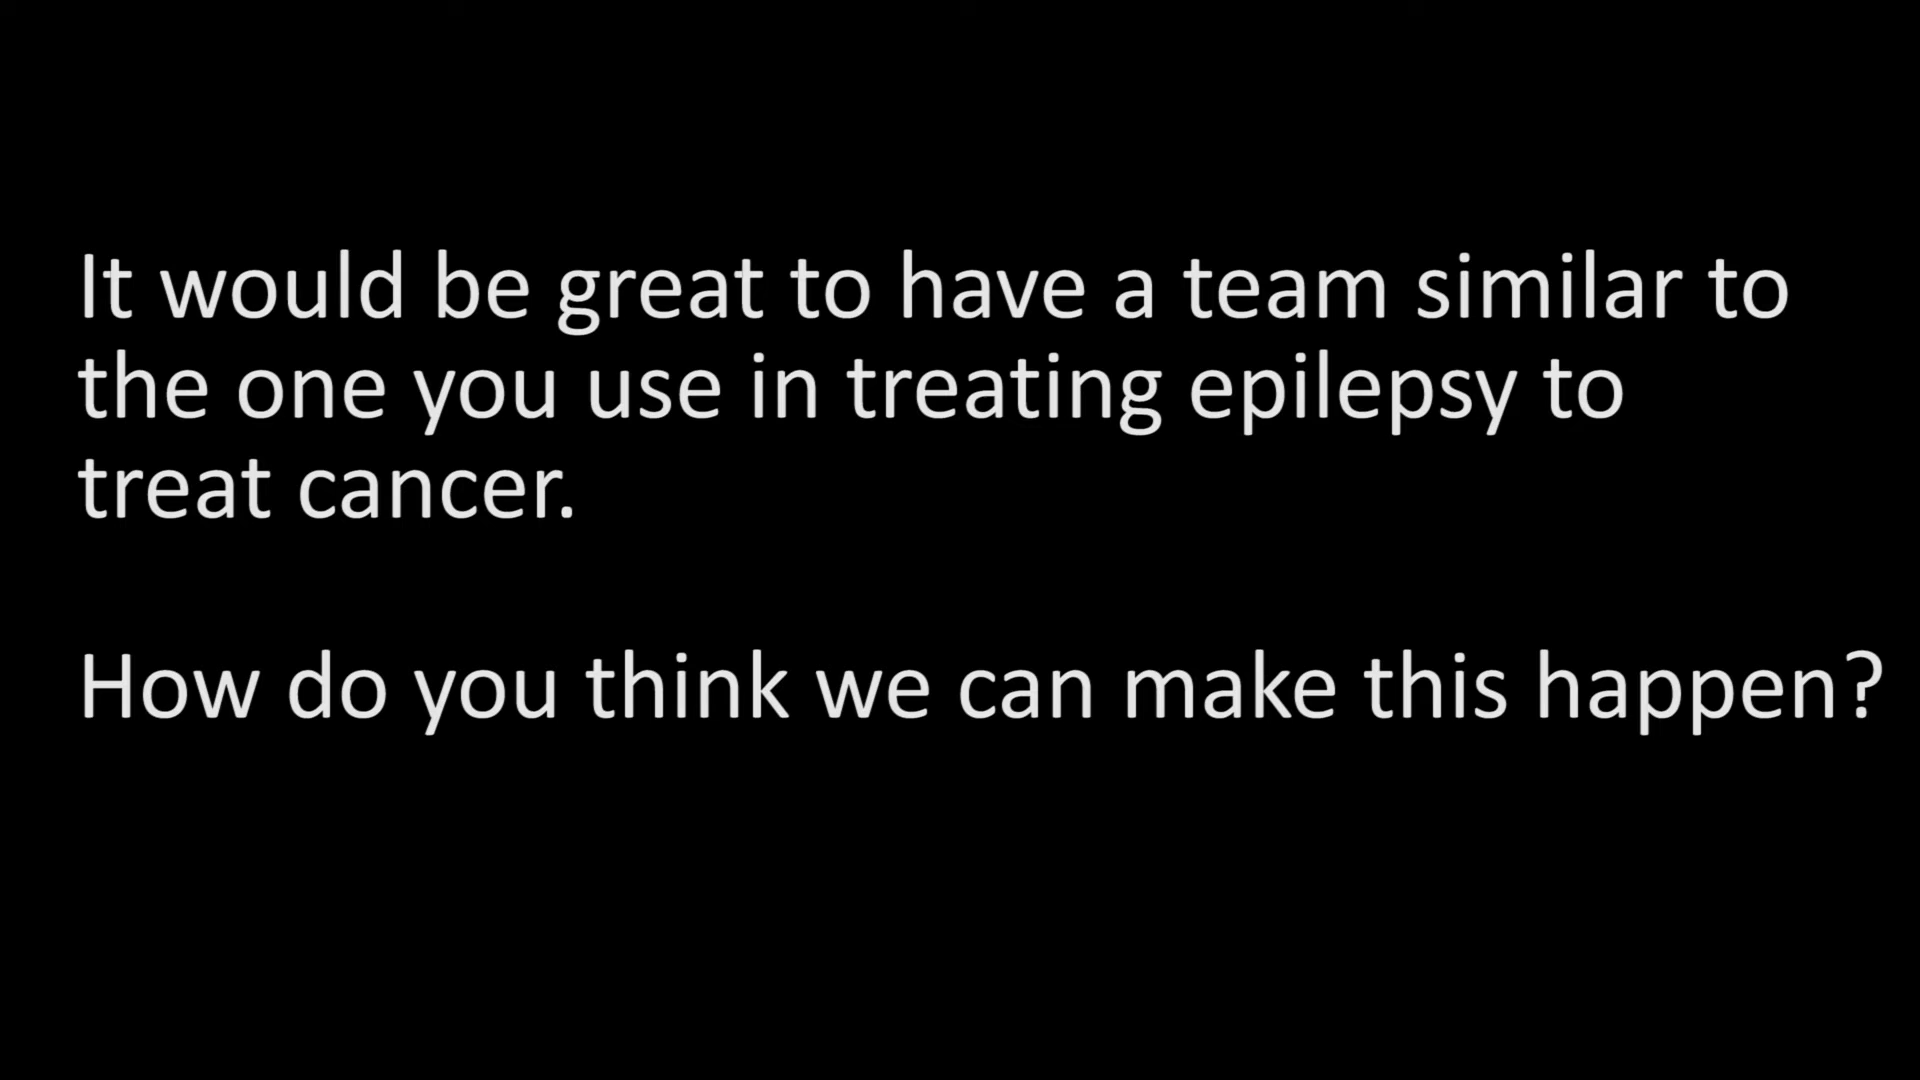 It would be great to have a team similar to
the one you use in treating epilepsy to
treat cancer.
How do you think we can make this happen?